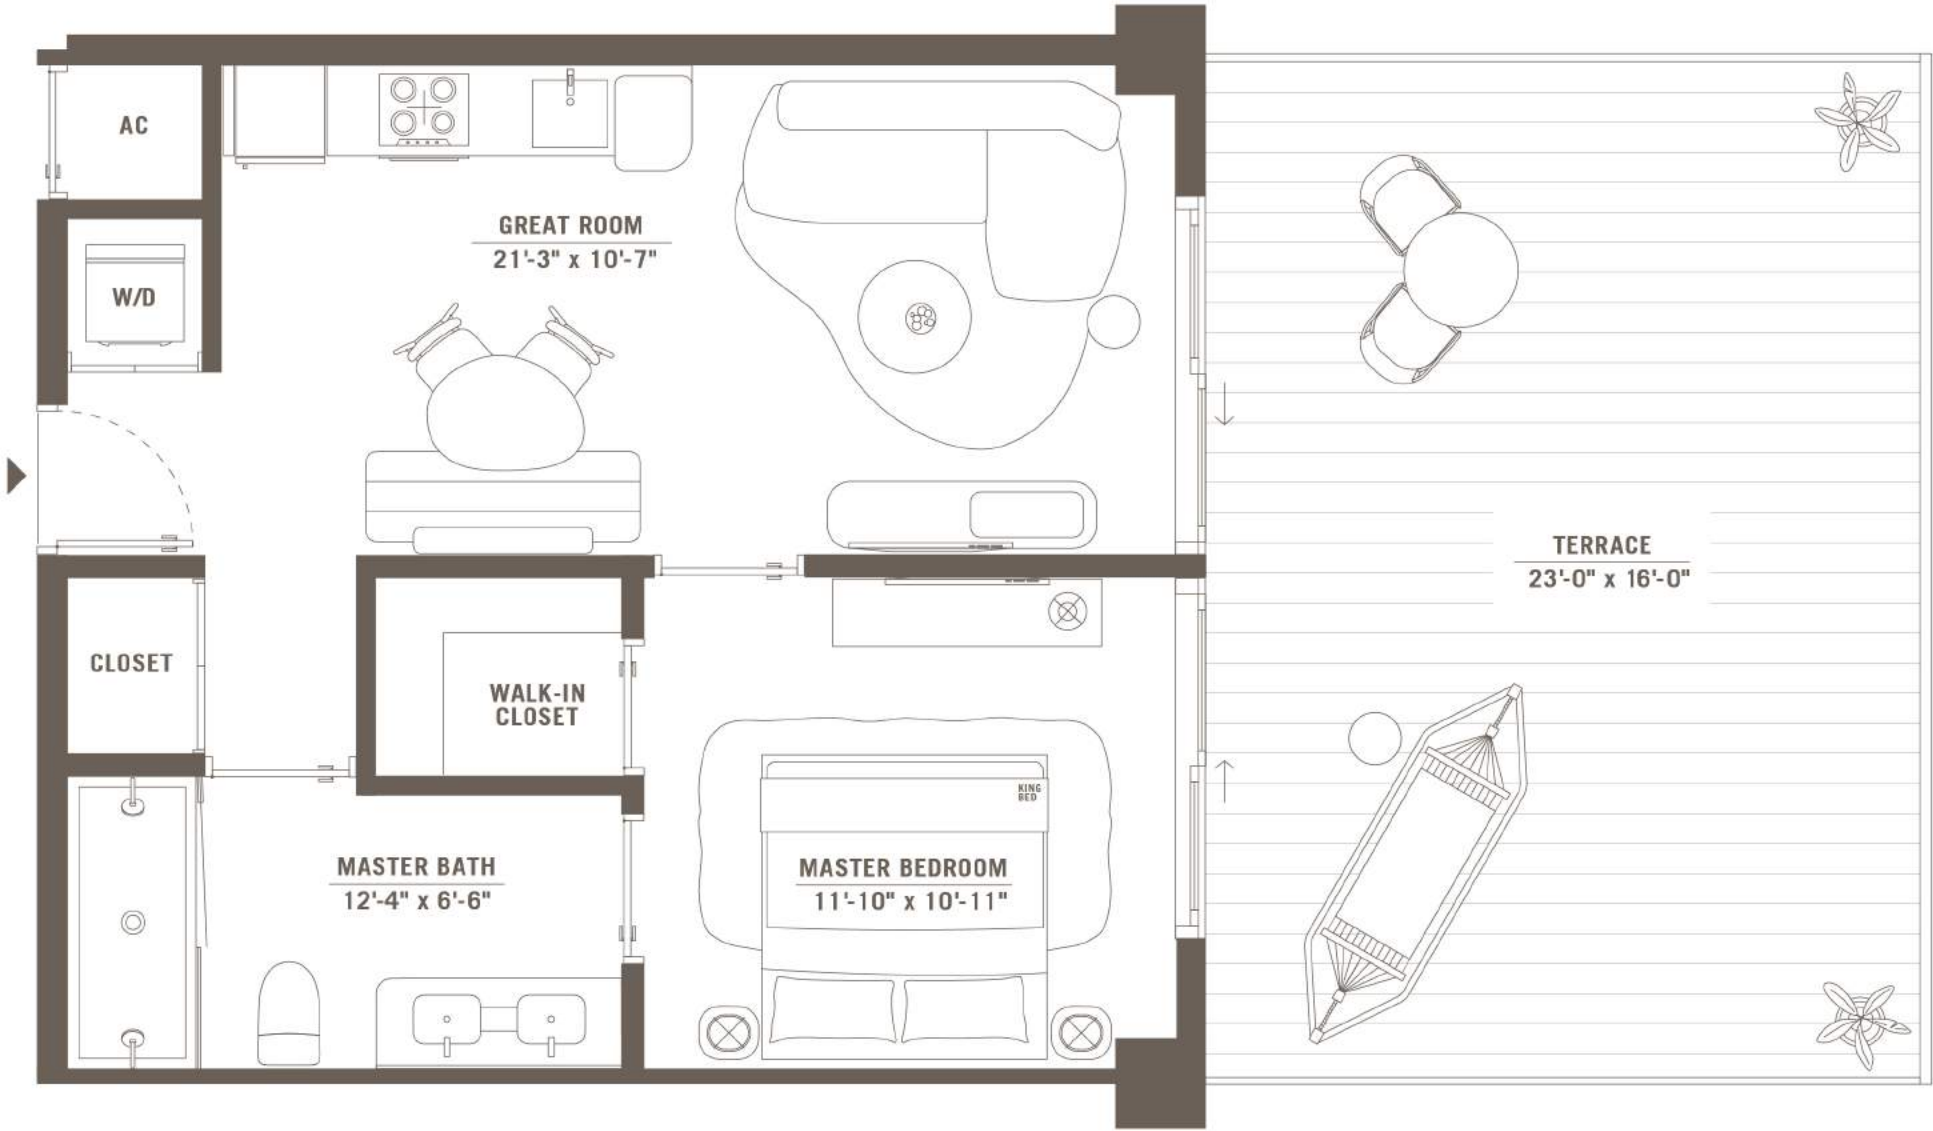 AC
GREAT ROOM
21'-3" x 10'-7"
W/D
TERRACE
23'-0" x 16'-0"
CLOSET
WALK-IN
CLOSET
KING
BED
MASTER BATH
12'-4" x 6'-6"
MASTER BEDROOM
11'-10" x 10'-11"